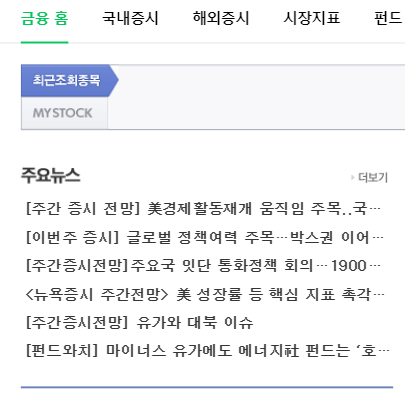 금융 홈 국내증시 해외증시 시장지표 펀드
최근조회종목
MYSTOCK
주요뉴스 더보기
[주간 증시 전망] 美경제활동재개 움직임 주목..국…
[이번주 증시] 글로벌 정책여력 주목…박스권 이어…
[주간증시전망]주요국 잇단 통화정책 회의…1900…
<뉴욕증시 주간전망> 美 성장률 등 핵심 지표 촉각…
[주간증시전망] 유가와 대북 이슈
[펀드와치] 마이너스 유가에도 에너지社 펀드는 ‘호…